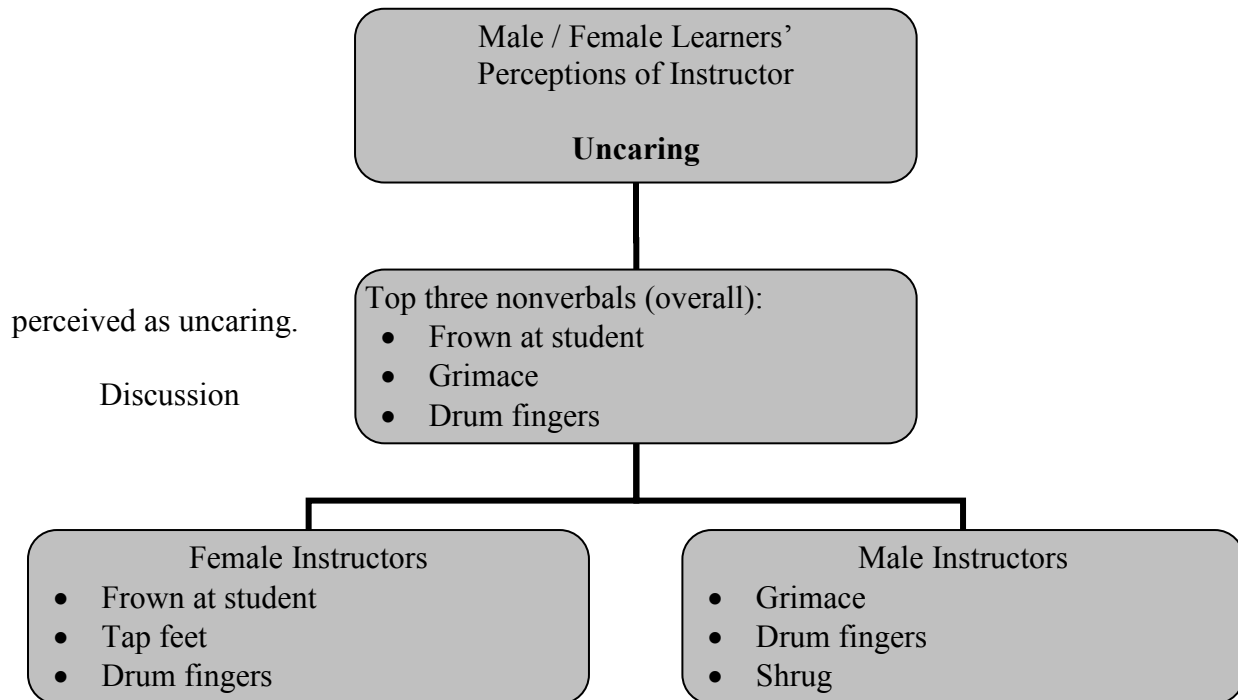 Male / Female Learners’
Perceptions of Instructor
Uncaring
perceived as uncaring.
Discussion
Top three nonverbals (overall):
• Frown at student
• Grimace
• Drum fingers
Female Instructors
• Frown at student
• Tap feet
• Drum fingers
Male Instructors
• Grimace
• Drum fingers
• Shrug